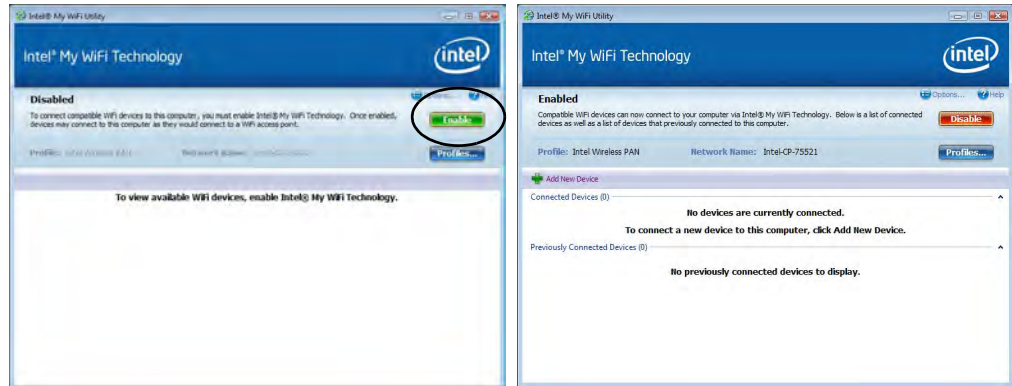 Intel® My WiFi Utility
Intel® My WiFi Technology
intel
Disabled
To connect compatible WiFi devices to this computer, you must enable Intel® My WiFi Technology. Once enabled,
devices may connect to this computer as they would connect to a WiFi access point.
Enable
Profile:
Network Name:
Profiles...
To view available WiFi devices, enable Intel® My WiFi Technology.
Intel® My WiFi Utility
Intel® My WiFi Technology
intel
Options...
Help
Enabled
Compatible WiFi devices can now connect to your computer via Intel® My WiFi Technology. Below is a list of connected
devices as well as a list of devices that previously connected to this computer.
Disable
Profile: Intel Wireless PAN Network Name: Intel-CP-75521
Profiles...
Add New Device
Connected Devices (0)
No devices are currently connected.
To connect a new device to this computer, click Add New Device.
Previously Connected Devices (0)
No previously connected devices to display.